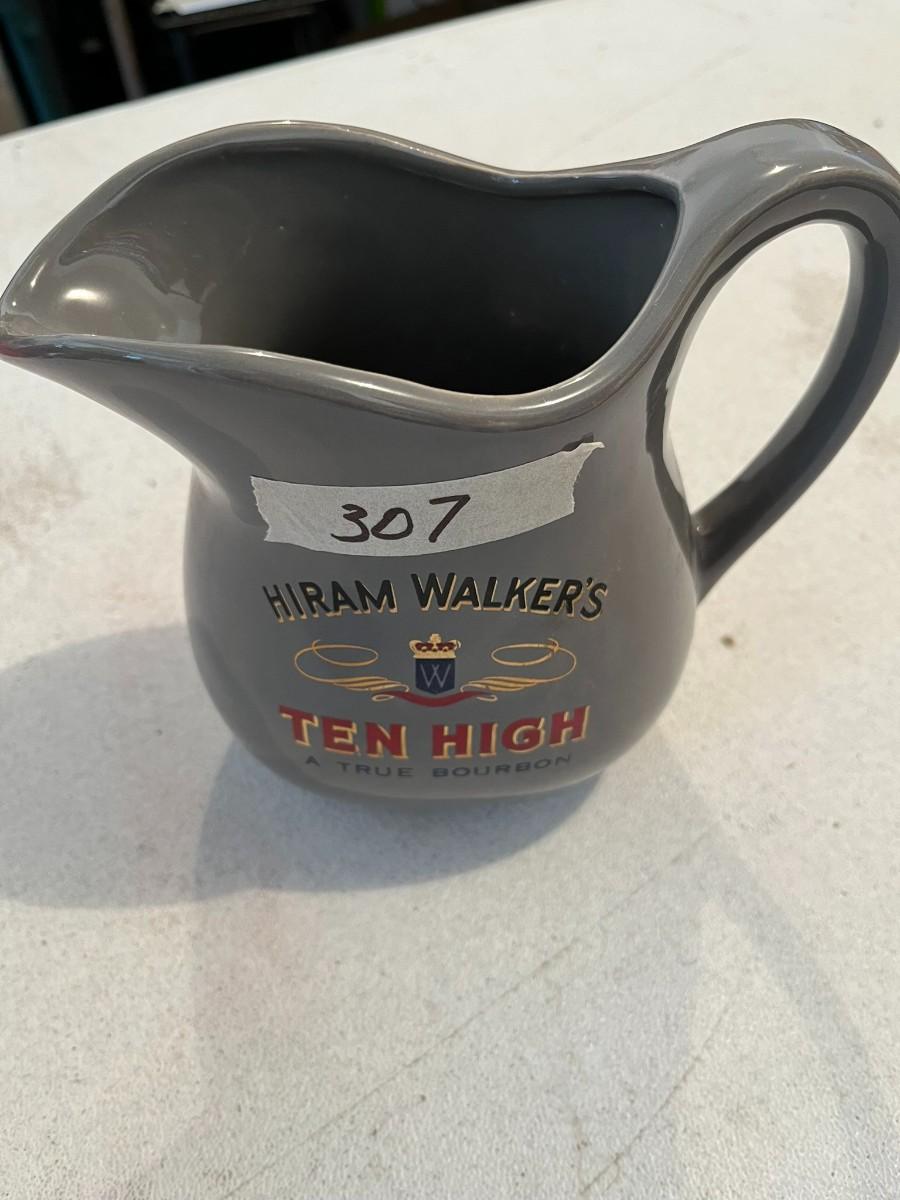 307
HIRAM WALKER'S
W
TEN HIGH
A TRUE BOURBON